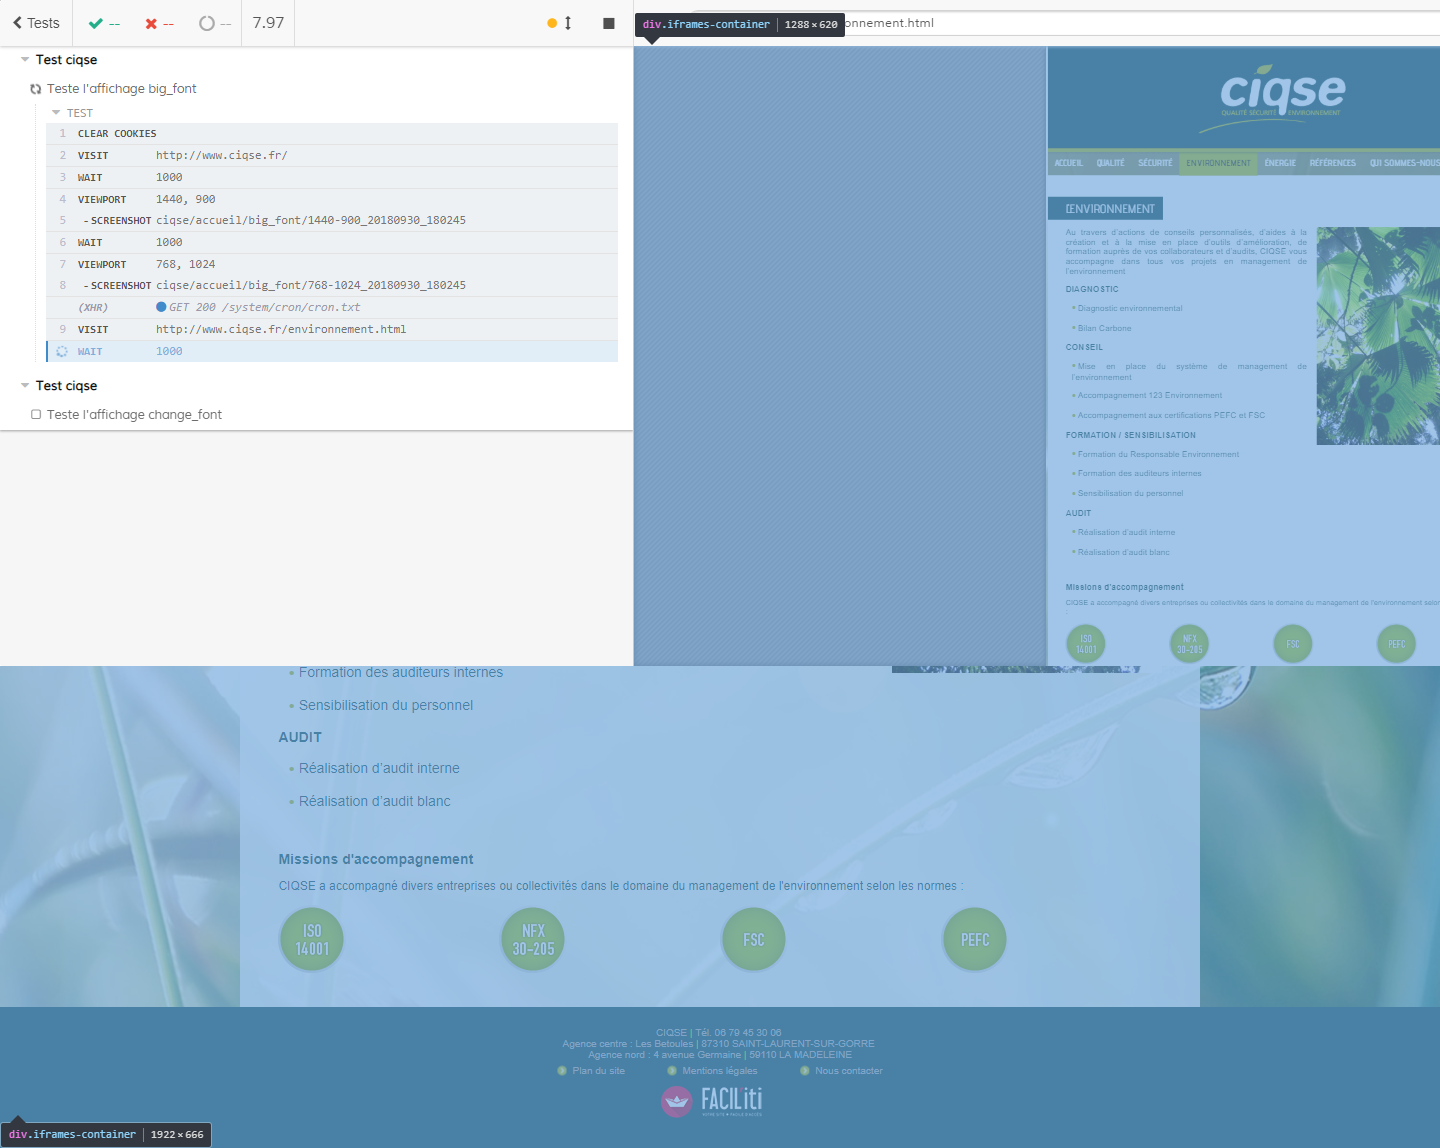 Tests
--
--
--
7.97
div.iframes-container | 1288 × 620
onnement.html
Test ciqse
Teste l'affichage big_font
TEST
1 CLEAR COOKIES
2 VISIT http://www.ciqse.fr/
3 WAIT 1000
4 VIEWPORT 1440, 900
5 - SCREENSHOT ciqse/accueil/big_font/1440-900_20180930_180245
6 WAIT 1000
7 VIEWPORT 768, 1024
8 - SCREENSHOT ciqse/accueil/big_font/768-1024_20180930_180245
(XHR) GET 200 /system/cron/cron.txt
9 VISIT http://www.ciqse.fr/environnement.html
WAIT 1000
Test ciqse
Teste l'affichage change_font
ciqse
QUALITÉ SÉCURITÉ ENVIRONNEMENT
ACCUEIL QUALITÉ SÉCURITÉ ENVIRONNEMENT ÉNERGIE RÉFÉRENCES QUI SOMMES-NOUS
L'ENVIRONNEMENT
Au travers d'actions de conseils personnalisés, d'aides à la
création et à la mise en place d'outils d'amélioration, de
formation auprès de vos collaborateurs et d'audits, CIQSE vous
accompagne dans tous vos projets en management de
l'environnement
DIAGNOSTIC
Diagnostic environnemental
Bilan Carbone
CONSEIL
Mise en place du système de management de
l'environnement
Accompagnement 123 Environnement
Accompagnement aux certifications PEFC et FSC
FORMATION / SENSIBILISATION
Formation du Responsable Environnement
Formation des auditeurs internes
Sensibilisation du personnel
AUDIT
Réalisation d'audit interne
Réalisation d'audit blanc
Missions d'accompagnement
CIQSE a accompagné divers entreprises ou collectivités dans le domaine du management de l'environnement selon
ISO
14001
NFX
30-205
FSC
PEFC
Formation des auditeurs internes
Sensibilisation du personnel
AUDIT
Réalisation d'audit interne
Réalisation d'audit blanc
Missions d'accompagnement
CIQSE a accompagné divers entreprises ou collectivités dans le domaine du management de l'environnement selon les normes :
ISO
14001
NFX
30-205
FSC
PEFC
CIQSE | Tél. 06 79 45 30 06
Agence centre : Les Betoules | 87310 SAINT-LAURENT-SUR-GORRE
Agence nord : 4 avenue Germaine | 59110 LA MADELEINE
Plan du site Mentions légales Nous contacter
FACIL'iti
div.iframes-container | 1922 × 666